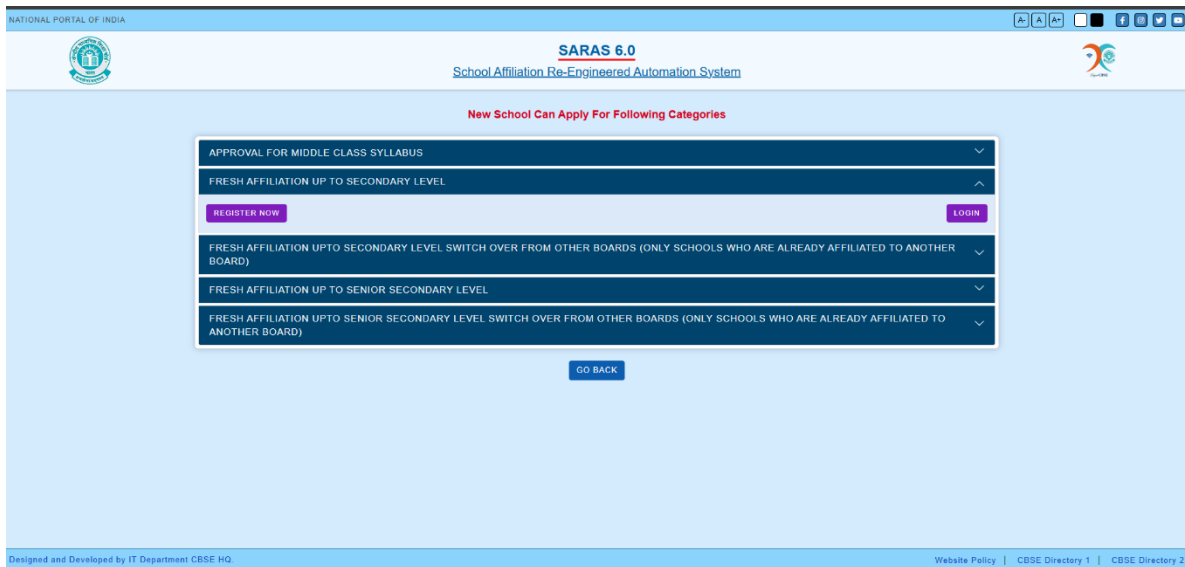 NATIONAL PORTAL OF INDIA
A- A A+
SARAS 6.0
School Affiliation Re-Engineered Automation System
New School Can Apply For Following Categories
APPROVAL FOR MIDDLE CLASS SYLLABUS
FRESH AFFILIATION UP TO SECONDARY LEVEL
REGISTER NOW
LOGIN
FRESH AFFILIATION UPTO SECONDARY LEVEL SWITCH OVER FROM OTHER BOARDS (ONLY SCHOOLS WHO ARE ALREADY AFFILIATED TO ANOTHER
BOARD)
FRESH AFFILIATION UP TO SENIOR SECONDARY LEVEL
FRESH AFFILIATION UPTO SENIOR SECONDARY LEVEL SWITCH OVER FROM OTHER BOARDS (ONLY SCHOOLS WHO ARE ALREADY AFFILIATED TO
ANOTHER BOARD)
GO BACK
Designed and Developed by IT Department CBSE HQ.
Website Policy | CBSE Directory 1 | CBSE Directory 2